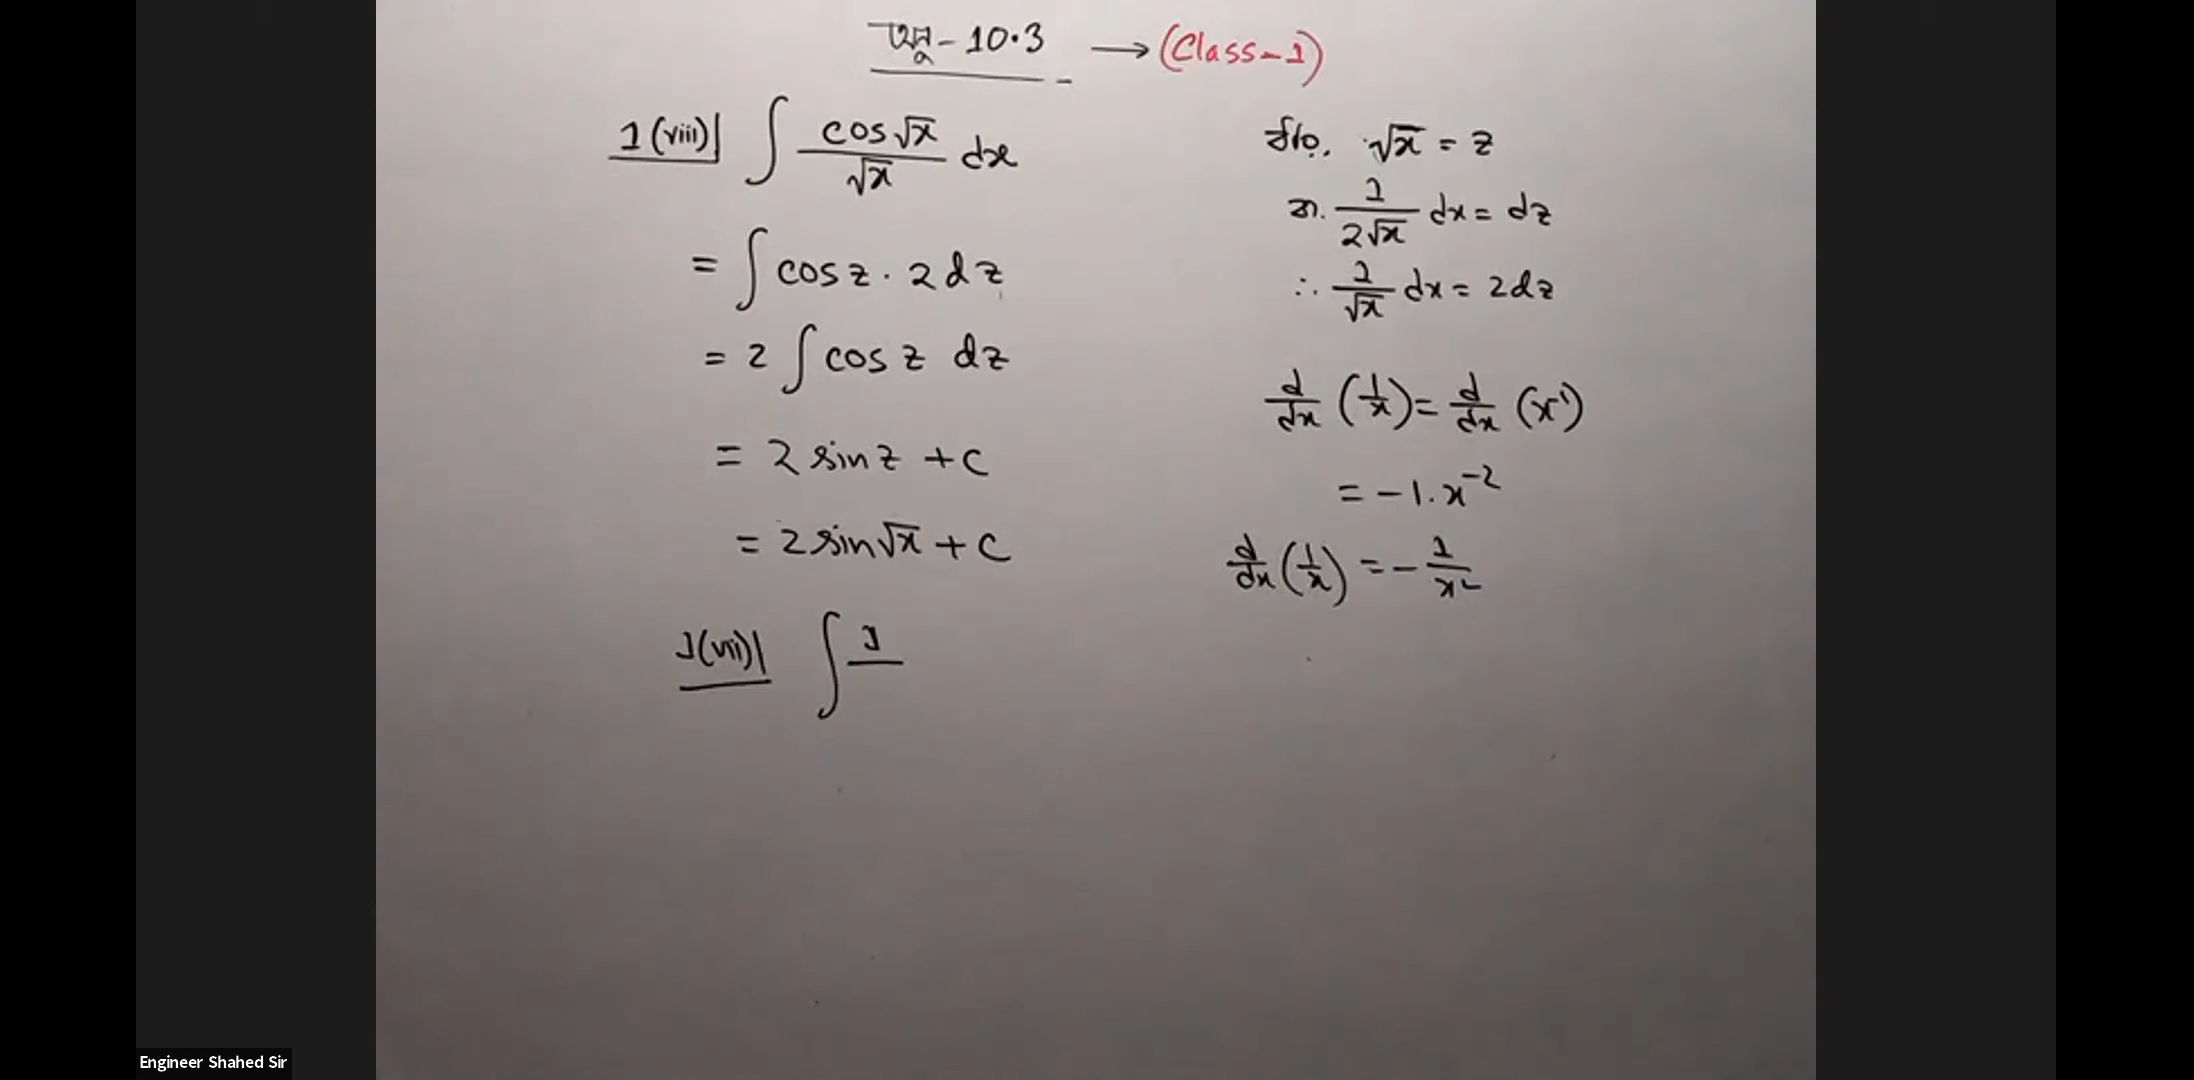 অনু - 10.3 → (Class-1)
1(viii)| ∫ cos√x / √x dx
= ∫ cos z . 2 dz
= 2 ∫ cos z dz
= 2 sin z + c
= 2 sin√x + c
1(vii)| ∫ 1/
ধরি, √x = z
বা, 1/2√x dx = dz
∴ 1/√x dx = 2dz
d/dx (1/x) = d/dx (x⁻¹)
= -1.x⁻²
d/dx (1/x) = - 1/x²
Engineer Shahed Sir